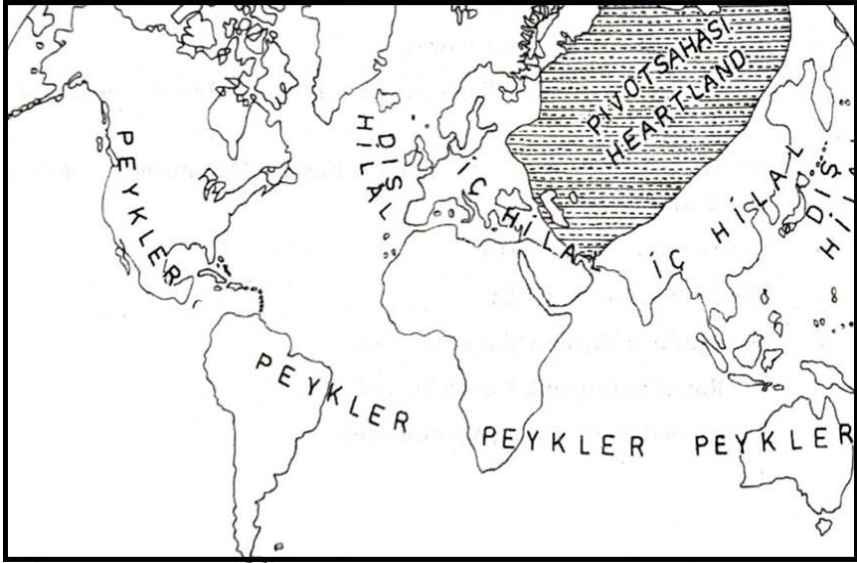 PİVOTSAHASI
HEARTLAND
PEYKLER
DIŞ
HİLAL
İÇ HİLAL
İÇ HİLAL
DIŞ
Hİ
PEYKLER
PEYKLER
PEYKLER